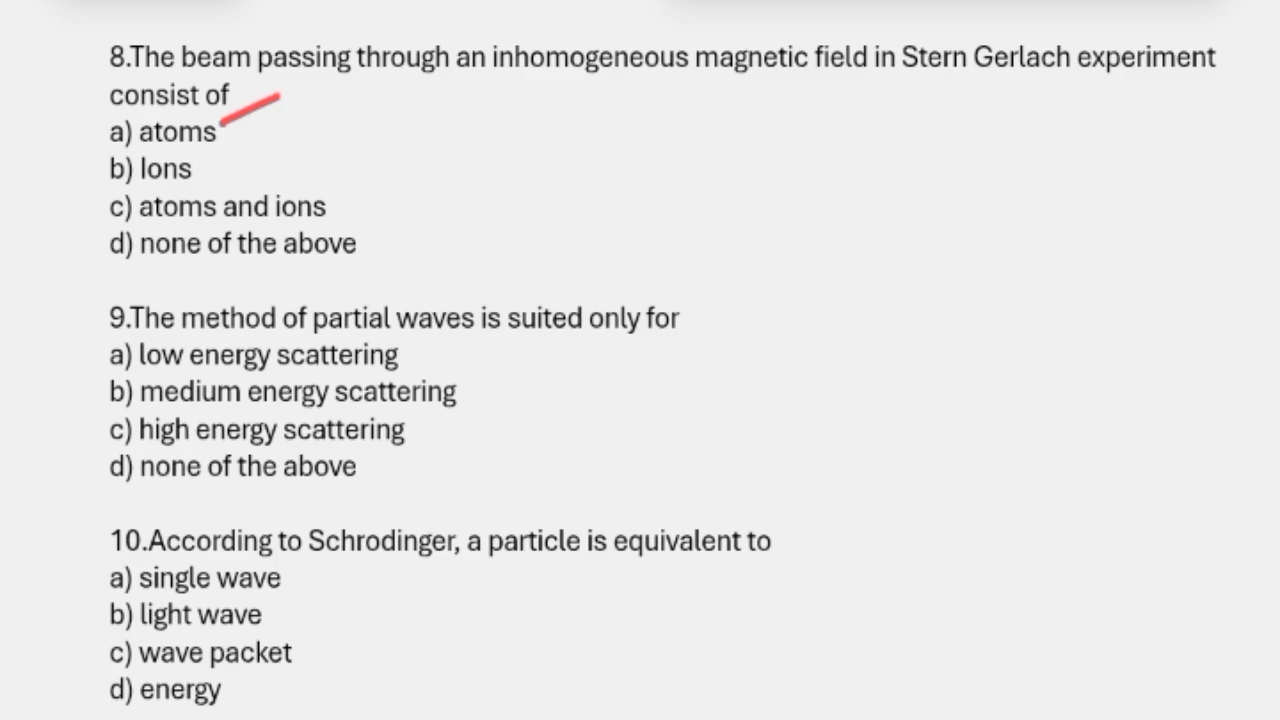 8.The beam passing through an inhomogeneous magnetic field in Stern Gerlach experiment
consist of
a) atoms
b) Ions
c) atoms and ions
d) none of the above
9.The method of partial waves is suited only for
a) low energy scattering
b) medium energy scattering
c) high energy scattering
d) none of the above
10.According to Schrodinger, a particle is equivalent to
a) single wave
b) light wave
c) wave packet
d) energy